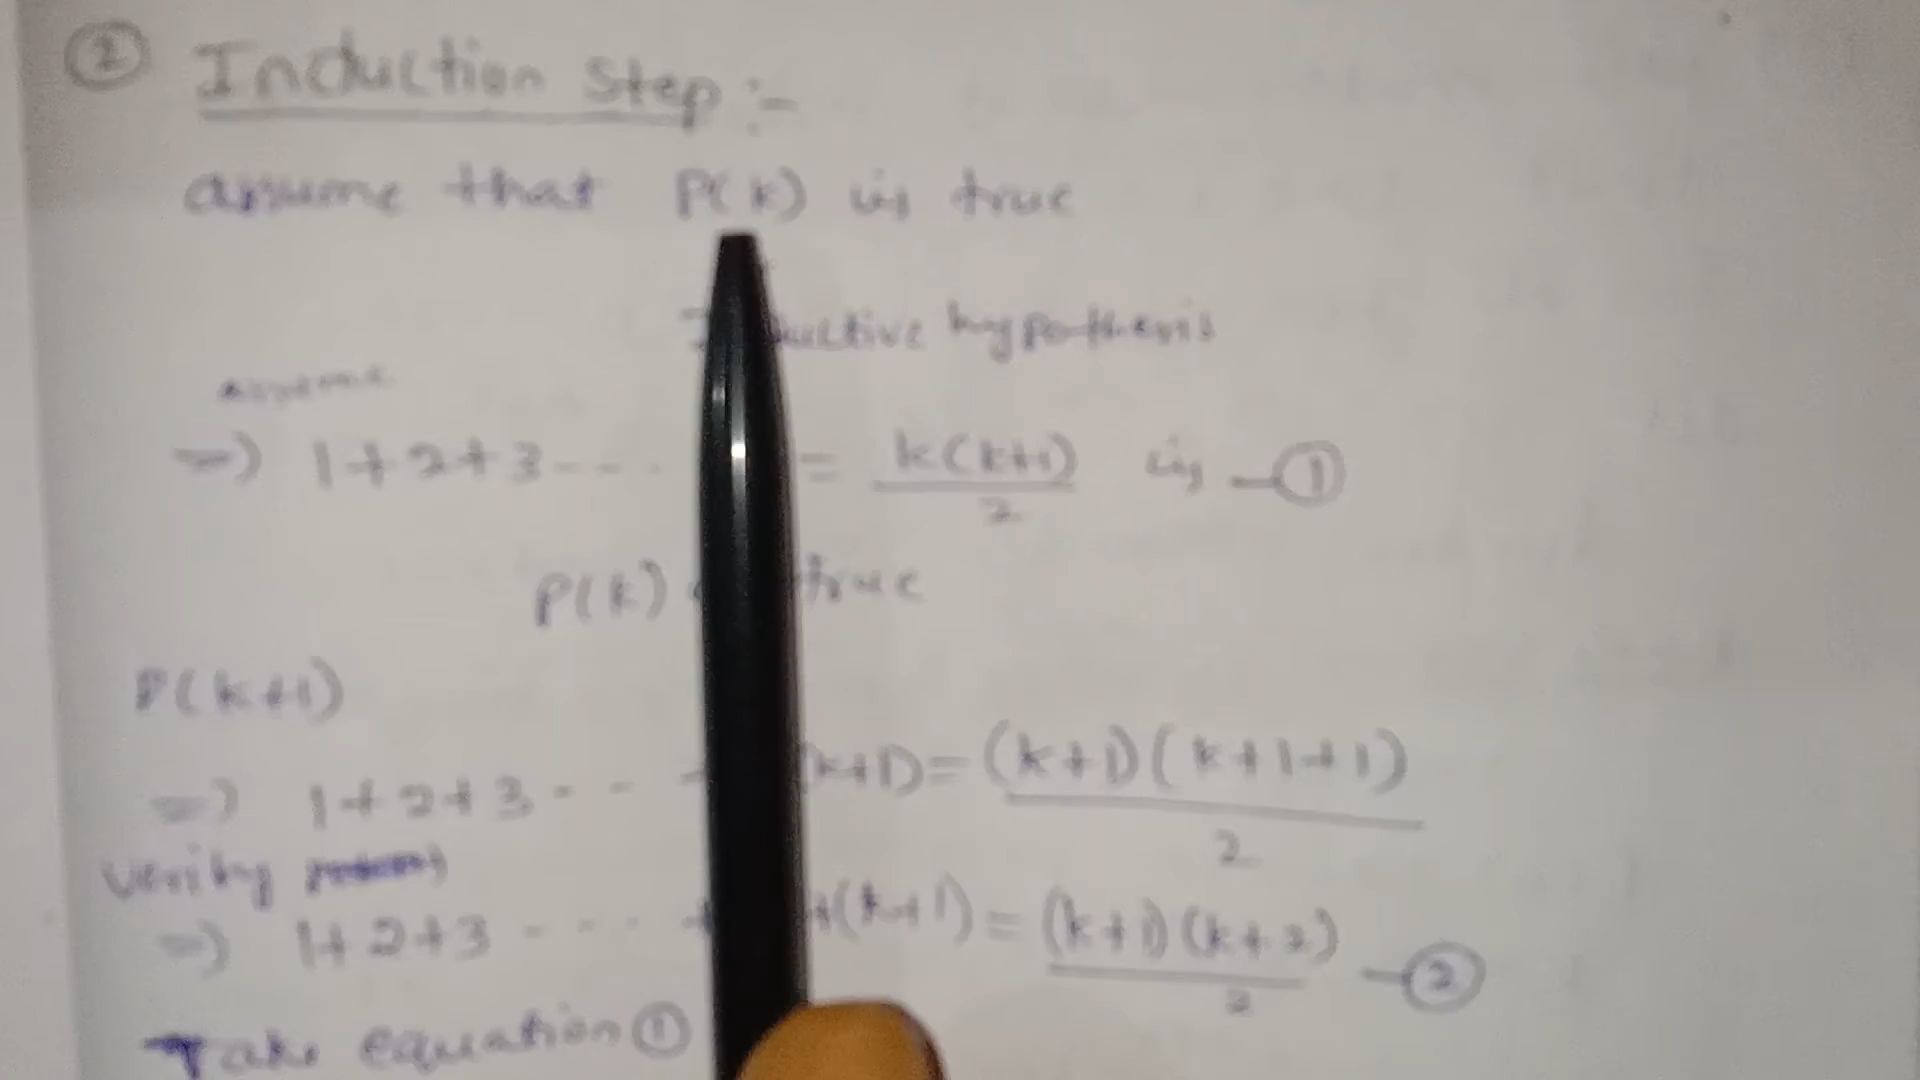 ② Induction Step :-
assume that P(k) is true
ductive hypothesis
assume
=) 1+2+3---- = k(k+1)/2 is —①
P(k) true
P(k+1)
=) 1+2+3-- - (k+1)=(k+1)(k+1+1)/2
verify
=) 1+2+3 ---- + +(k+1)=(k+1)(k+2)/2 —②
Take equation ①